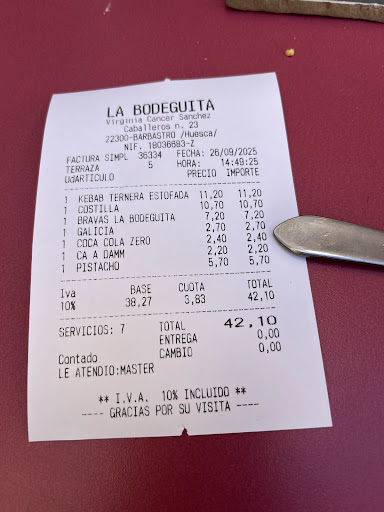 LA BODEGUITA
Virginia Cancer Sanchez
Caballeros n. 23
22300-BARBASTRO /Huesca/
NIF. 18036683-Z
FACTURA SIMPL 36334 FECHA: 26/09/2025
TERRAZA 5 HORA: 14:49:25
UdARTICULO PRECIO IMPORTE
1 KEBAB TERNERA ESTOFADA 11,20 11,20
1 COSTILLA 10,70 10,70
1 BRAVAS LA BODEGUITA 7,20 7,20
1 GALICIA 2,70 2,70
1 COCA COLA ZERO 2,40 2,40
1 CA A DAMM 2,20 2,20
1 PISTACHO 5,70 5,70
Iva BASE CUOTA TOTAL
10% 38,27 3,83 42,10
SERVICIOS: 7 TOTAL 42,10
ENTREGA 0,00
Contado CAMBIO 0,00
LE ATENDIO:MASTER
** I.V.A. 10% INCLUIDO **
---- GRACIAS POR SU VISITA ----